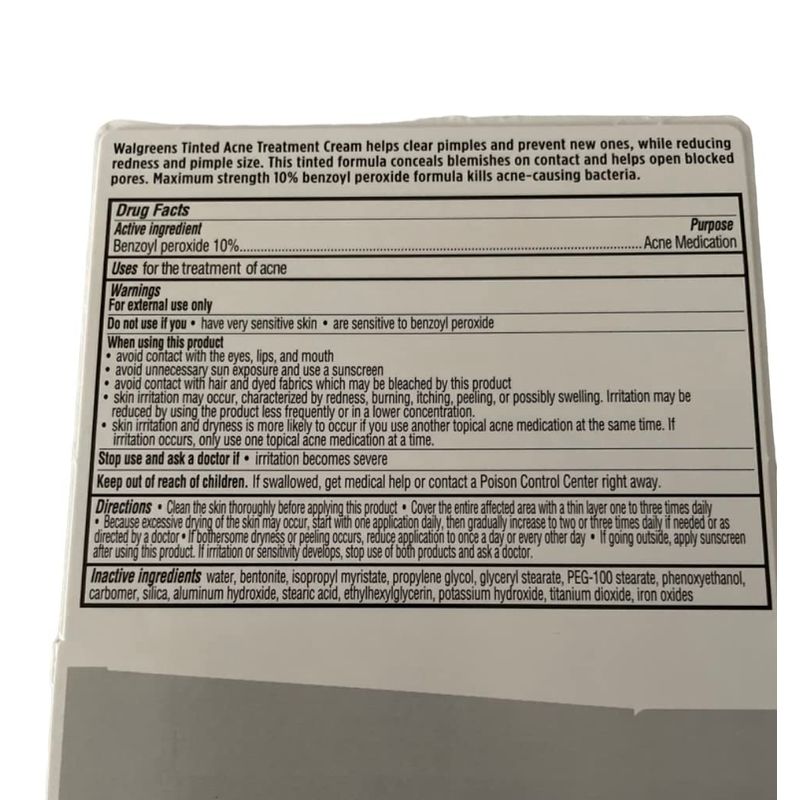 Walgreens Tinted Acne Treatment Cream helps clear pimples and prevent new ones, while reducing
redness and pimple size. This tinted formula conceals blemishes on contact and helps open blocked
pores. Maximum strength 10% benzoyl peroxide formula kills acne-causing bacteria.
Drug Facts
Active ingredient Purpose
Benzoyl peroxide 10%.......................................................................................Acne Medication
Uses for the treatment of acne
Warnings
For external use only
Do not use if you • have very sensitive skin • are sensitive to benzoyl peroxide
When using this product
• avoid contact with the eyes, lips, and mouth
• avoid unnecessary sun exposure and use a sunscreen
• avoid contact with hair and dyed fabrics which may be bleached by this product
• skin irritation may occur, characterized by redness, burning, itching, peeling, or possibly swelling. Irritation may be
reduced by using the product less frequently or in a lower concentration.
• skin irritation and dryness is more likely to occur if you use another topical acne medication at the same time. If
irritation occurs, only use one topical acne medication at a time.
Stop use and ask a doctor if • irritation becomes severe
Keep out of reach of children. If swallowed, get medical help or contact a Poison Control Center right away.
Directions • Clean the skin thoroughly before applying this product • Cover the entire affected area with a thin layer one to three times daily
• Because excessive drying of the skin may occur, start with one application daily, then gradually increase to two or three times daily if needed or as
directed by a doctor • If bothersome dryness or peeling occurs, reduce application to once a day or every other day • If going outside, apply sunscreen
after using this product. If irritation or sensitivity develops, stop use of both products and ask a doctor.
Inactive ingredients water, bentonite, isopropyl myristate, propylene glycol, glyceryl stearate, PEG-100 stearate, phenoxyethanol,
carbomer, silica, aluminum hydroxide, stearic acid, ethylhexylglycerin, potassium hydroxide, titanium dioxide, iron oxides